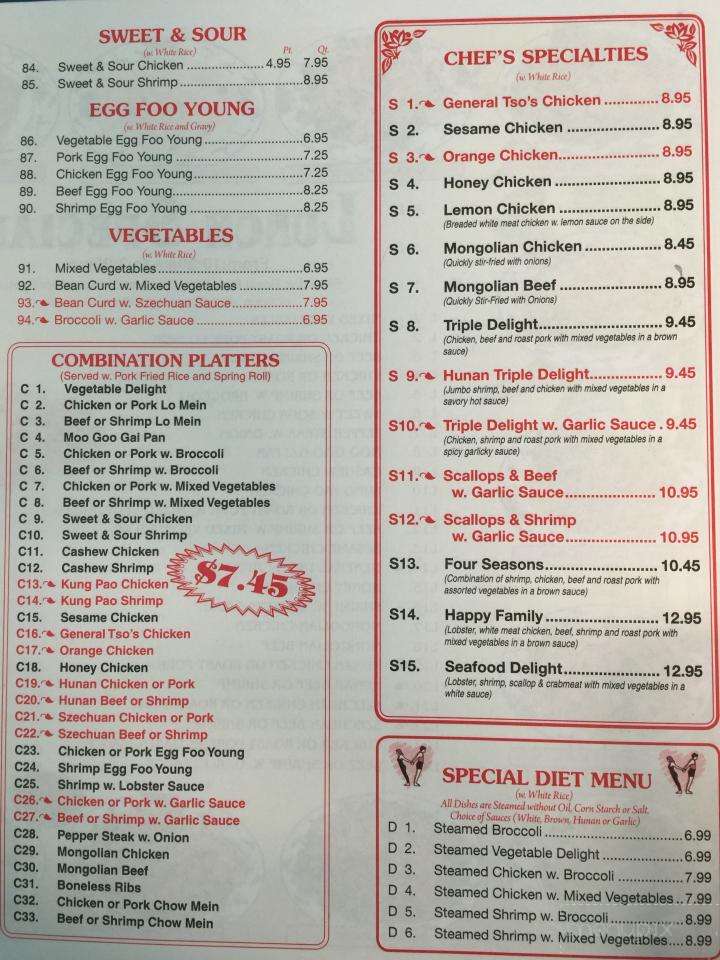 SWEET & SOUR
(w. White Rice)
Pt. Qt.
84. Sweet & Sour Chicken ...................... 4.95 7.95
85. Sweet & Sour Shrimp ................................... 8.95
EGG FOO YOUNG
(w. White Rice and Gravy)
86. Vegetable Egg Foo Young ............................ 6.95
87. Pork Egg Foo Young .................................... 7.25
88. Chicken Egg Foo Young ............................... 7.25
89. Beef Egg Foo Young..................................... 8.25
90. Shrimp Egg Foo Young ................................ 8.25
VEGETABLES
(w. White Rice)
91. Mixed Vegetables ......................................... 6.95
92. Bean Curd w. Mixed Vegetables ................... 7.95
93. Bean Curd w. Szechuan Sauce .................... 7.95
94. Broccoli w. Garlic Sauce .............................. 6.95
COMBINATION PLATTERS
(Served w. Pork Fried Rice and Spring Roll)
C 1. Vegetable Delight
C 2. Chicken or Pork Lo Mein
C 3. Beef or Shrimp Lo Mein
C 4. Moo Goo Gai Pan
C 5. Chicken or Pork w. Broccoli
C 6. Beef or Shrimp w. Broccoli
C 7. Chicken or Pork w. Mixed Vegetables
C 8. Beef or Shrimp w. Mixed Vegetables
C 9. Sweet & Sour Chicken
C10. Sweet & Sour Shrimp
C11. Cashew Chicken
C12. Cashew Shrimp
C13. Kung Pao Chicken
C14. Kung Pao Shrimp
C15. Sesame Chicken
C16. General Tso's Chicken
C17. Orange Chicken
C18. Honey Chicken
C19. Hunan Chicken or Pork
C20. Hunan Beef or Shrimp
C21. Szechuan Chicken or Pork
C22. Szechuan Beef or Shrimp
C23. Chicken or Pork Egg Foo Young
C24. Shrimp Egg Foo Young
C25. Shrimp w. Lobster Sauce
C26. Chicken or Pork w. Garlic Sauce
C27. Beef or Shrimp w. Garlic Sauce
C28. Pepper Steak w. Onion
C29. Mongolian Chicken
C30. Mongolian Beef
C31. Boneless Ribs
C32. Chicken or Pork Chow Mein
C33. Beef or Shrimp Chow Mein
$7.45
CHEF'S SPECIALTIES
(w. White Rice)
S 1. General Tso's Chicken ............. 8.95
S 2. Sesame Chicken ....................... 8.95
S 3. Orange Chicken......................... 8.95
S 4. Honey Chicken .......................... 8.95
S 5. Lemon Chicken .......................... 8.95
(Breaded white meat chicken w. lemon sauce on the side)
S 6. Mongolian Chicken .................... 8.45
(Quickly stir-fried with onions)
S 7. Mongolian Beef .......................... 8.95
(Quickly Stir-Fried with Onions)
S 8. Triple Delight............................. 9.45
(Chicken, beef and roast pork with mixed vegetables in a brown
sauce)
S 9. Hunan Triple Delight.................. 9.45
(Jumbo shrimp, beef and chicken with mixed vegetables in a
savory hot sauce)
S10. Triple Delight w. Garlic Sauce . 9.45
(Chicken, shrimp and roast pork with mixed vegetables in a
spicy garlicky sauce)
S11. Scallops & Beef
w. Garlic Sauce...................... 10.95
S12. Scallops & Shrimp
w. Garlic Sauce...................... 10.95
S13. Four Seasons........................... 10.45
(Combination of shrimp, chicken, beef and roast pork with
assorted vegetables in a brown sauce)
S14. Happy Family ........................... 12.95
(Lobster, white meat chicken, beef, shrimp and roast pork with
mixed vegetables in a brown sauce)
S15. Seafood Delight........................ 12.95
(Lobster, shrimp, scallop & crabmeat with mixed vegetables in a
white sauce)
SPECIAL DIET MENU
(w. White Rice)
All Dishes are Steamed without Oil, Corn Starch or Salt,
Choice of Sauces ( White, Brown, Hunan or Garlic)
D 1. Steamed Broccoli ................................. 6.99
D 2. Steamed Vegetable Delight .................... 6.99
D 3. Steamed Chicken w. Broccoli ................. 7.99
D 4. Steamed Chicken w. Mixed Vegetables .. 7.99
D 5. Steamed Shrimp w. Broccoli ................... 8.99
D 6. Steamed Shrimp w. Mixed Vegetables.... 8.99